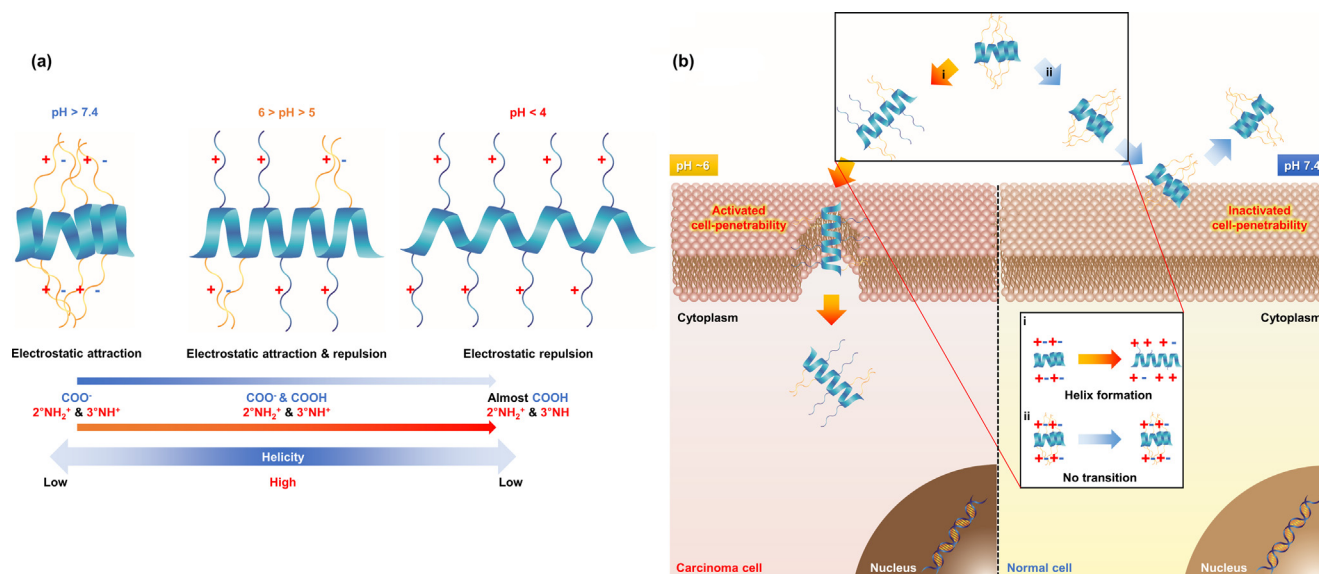 (a)
pH > 7.4
6 > pH > 5
pH < 4
+ - + -
+ + + -
+ + + +
+ - + -
+ - + +
+ + + +
Electrostatic attraction
Electrostatic attraction & repulsion
Electrostatic repulsion
COO⁻
COO⁻ & COOH
Almost COOH
2°NH₂⁺ & 3°NH⁺
2°NH₂⁺ & 3°NH⁺
2°NH₂⁺ & 3°NH
Helicity
Low
High
Low
(b)
i
ii
pH ~6
pH 7.4
Activated
cell-penetrability
Inactivated
cell-penetrability
Cytoplasm
Cytoplasm
i
+-+-
+ + + -
+-+-
+ - + +
Helix formation
ii
+-+-
+-+-
+-+-
+-+-
No transition
Carcinoma cell
Nucleus
Normal cell
Nucleus